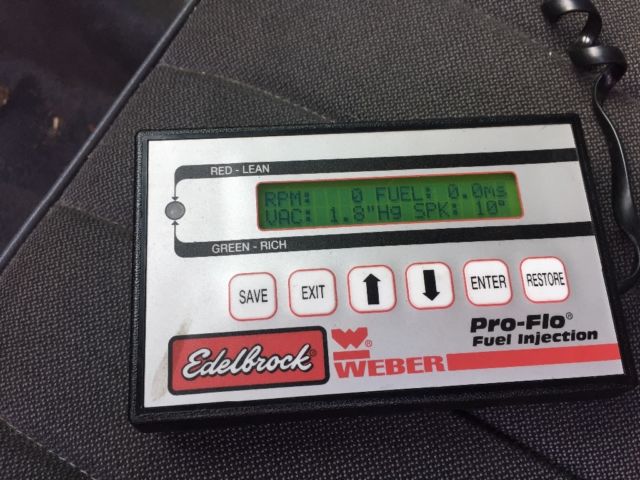 RED - LEAN
RPM: 0 FUEL: 0.0ms
VAC: 1.8"Hg SPK: 10°
GREEN - RICH
SAVE EXIT ENTER RESTORE
Edelbrock®
®
WEBER
Pro-Flo®
Fuel Injection